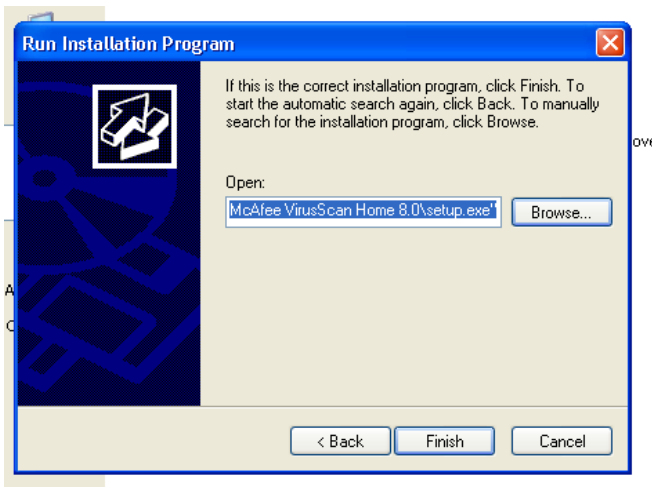 Run Installation Program
If this is the correct installation program, click Finish. To
start the automatic search again, click Back. To manually
search for the installation program, click Browse.
Open:
McAfee VirusScan Home 8.0\setup.exe"
Browse...
< Back
Finish
Cancel